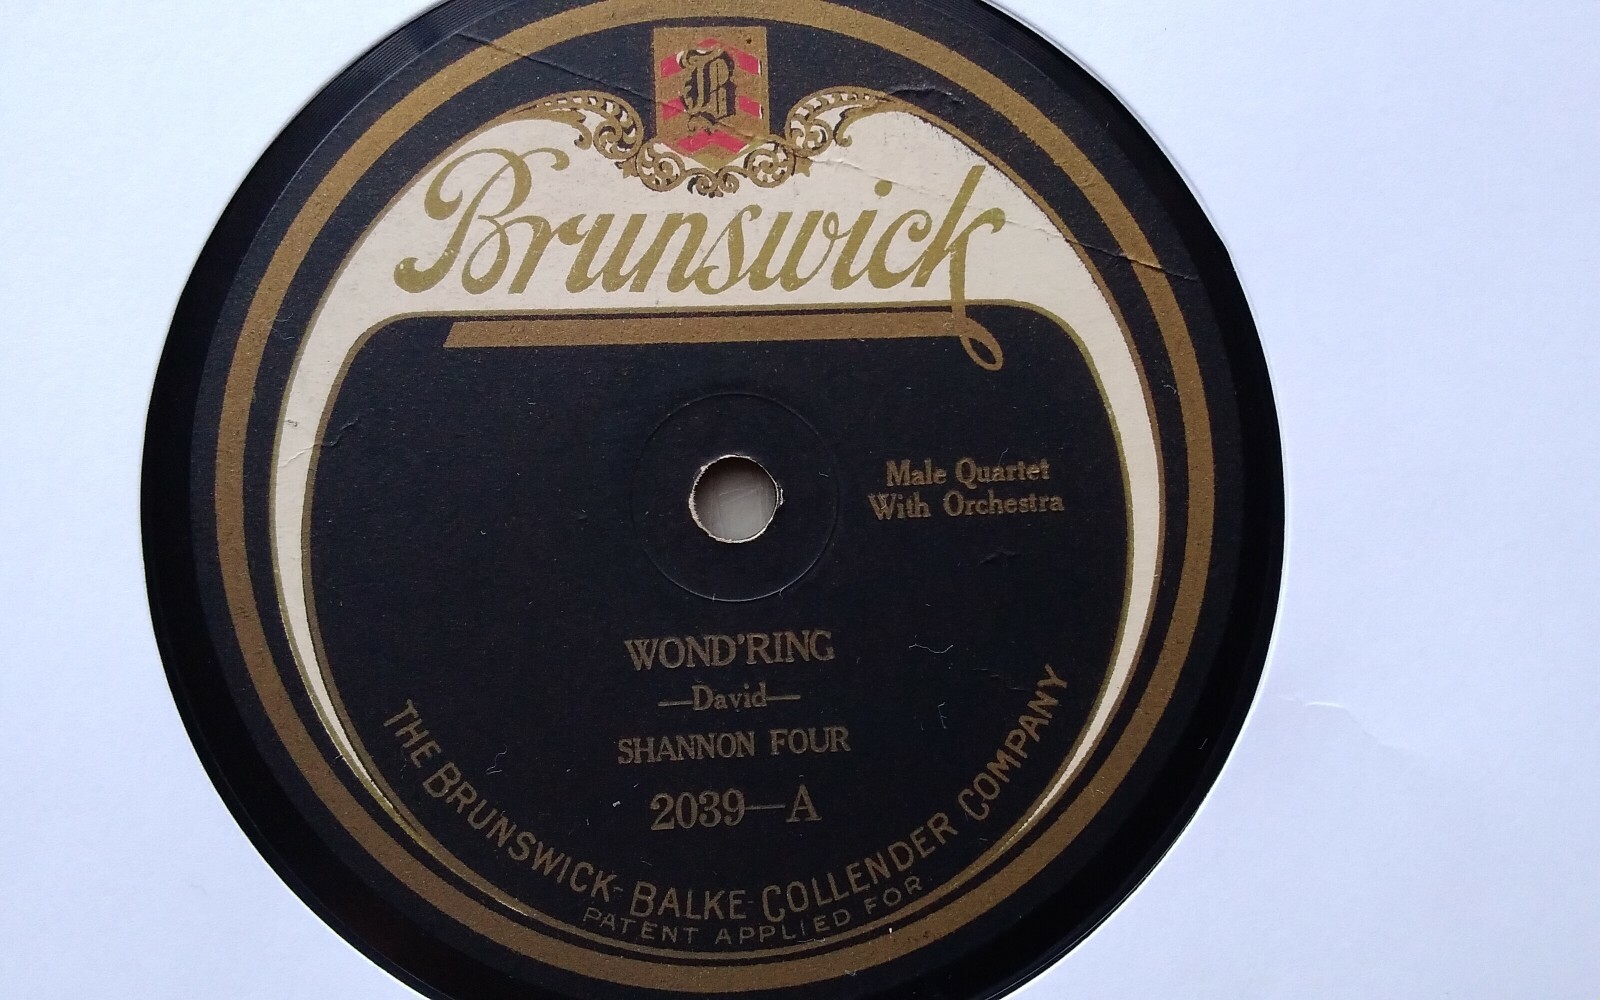 B
Brunswick
Male Quartet
With Orchestra
WOND'RING
—David—
SHANNON FOUR
2039—A
THE BRUNSWICK-BALKE-COLLENDER COMPANY
PATENT APPLIED FOR